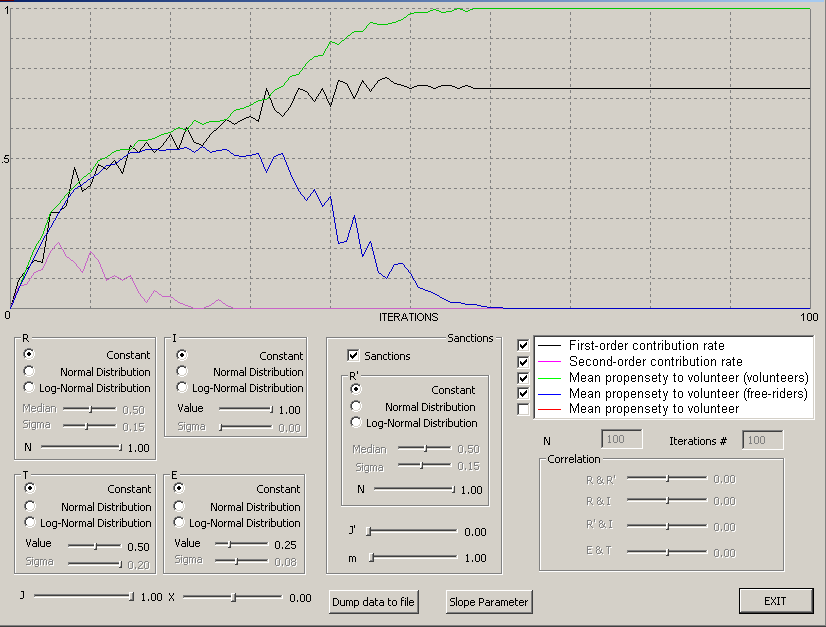 1
.5
0
ITERATIONS
100
R
Constant
Normal Distribution
Log-Normal Distribution
Median 0.50
Sigma 0.15
N 1.00
I
Constant
Normal Distribution
Log-Normal Distribution
Value 1.00
Sigma 0.00
T
Constant
Normal Distribution
Log-Normal Distribution
Value 0.50
Sigma 0.20
E
Constant
Normal Distribution
Log-Normal Distribution
Value 0.25
Sigma 0.08
J 1.00 X 0.00
Sanctions
Sanctions
R'
Constant
Normal Distribution
Log-Normal Distribution
Median 0.50
Sigma 0.15
N 1.00
J' 0.00
m 1.00
Dump data to file
Slope Parameter
First-order contribution rate
Second-order contribution rate
Mean propensety to volunteer (volunteers)
Mean propensety to volunteer (free-riders)
Mean propensety to volunteer
N 100 Iterations # 100
Correlation
R & R' 0.00
R & I 0.00
R' & I 0.00
E & T 0.00
EXIT